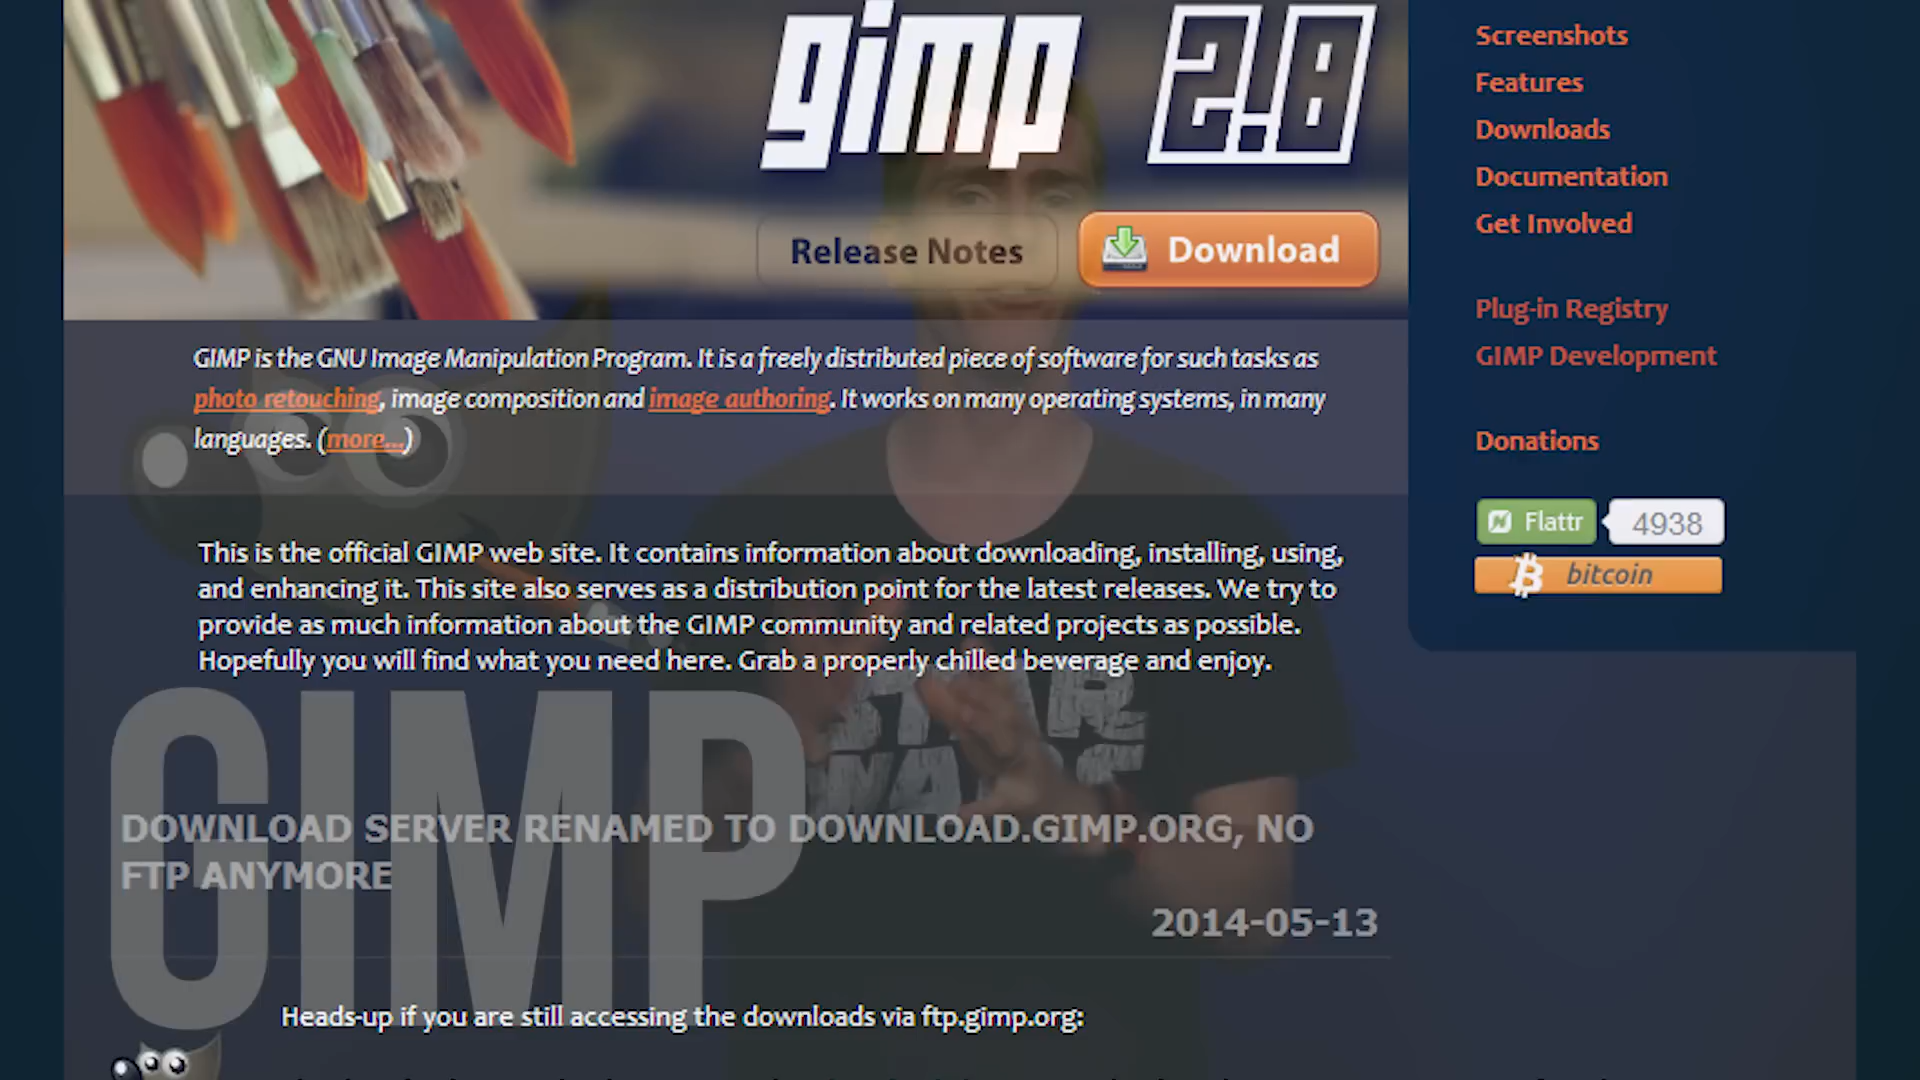 gimp 2.8
Release Notes
Download
GIMP is the GNU Image Manipulation Program. It is a freely distributed piece of software for such tasks as
photo retouching, image composition and image authoring. It works on many operating systems, in many
languages. (more...)
This is the official GIMP web site. It contains information about downloading, installing, using,
and enhancing it. This site also serves as a distribution point for the latest releases. We try to
provide as much information about the GIMP community and related projects as possible.
Hopefully you will find what you need here. Grab a properly chilled beverage and enjoy.
STAR
WARS
GIMP
DOWNLOAD SERVER RENAMED TO DOWNLOAD.GIMP.ORG, NO
FTP ANYMORE
2014-05-13
Heads-up if you are still accessing the downloads via ftp.gimp.org:
Screenshots
Features
Downloads
Documentation
Get Involved
Plug-in Registry
GIMP Development
Donations
Flattr 4938
bitcoin